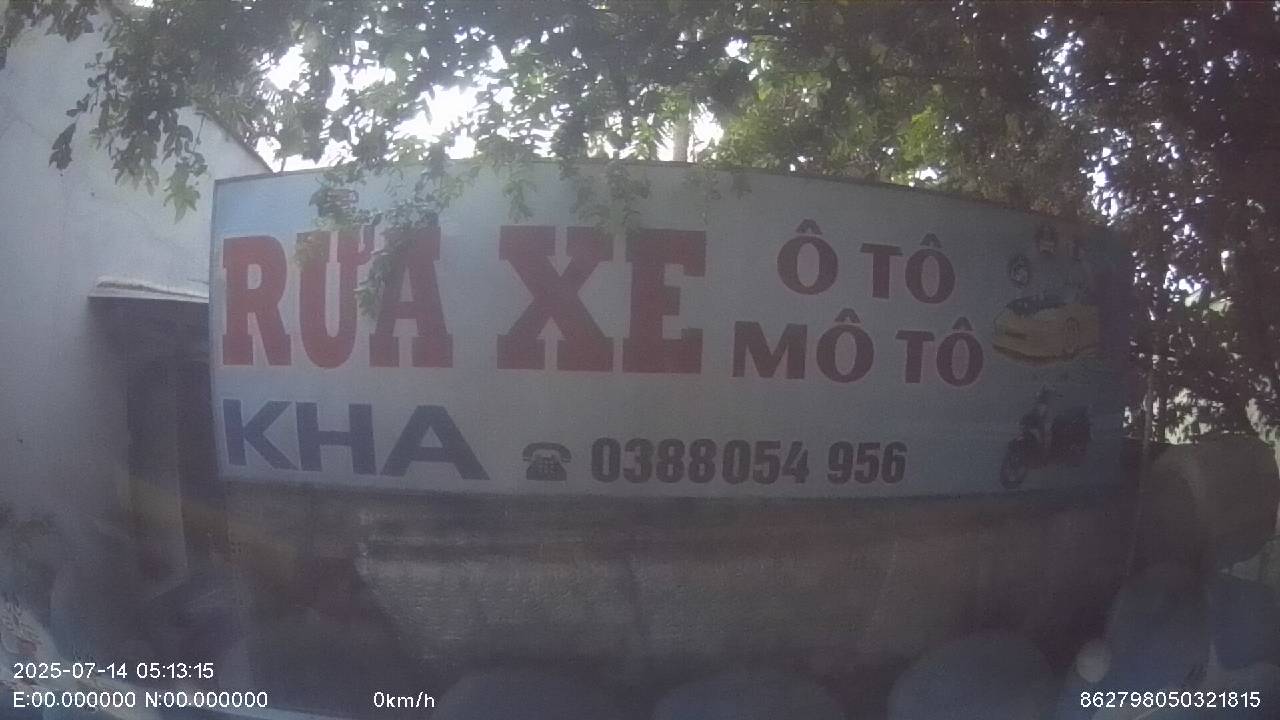 RỬA XE
Ô TÔ
MÔ TÔ
KHA
☎ 0388054 956
2025-07-14 05:13:15
E:00.000000 N:00.000000 0km/h 862798050321815